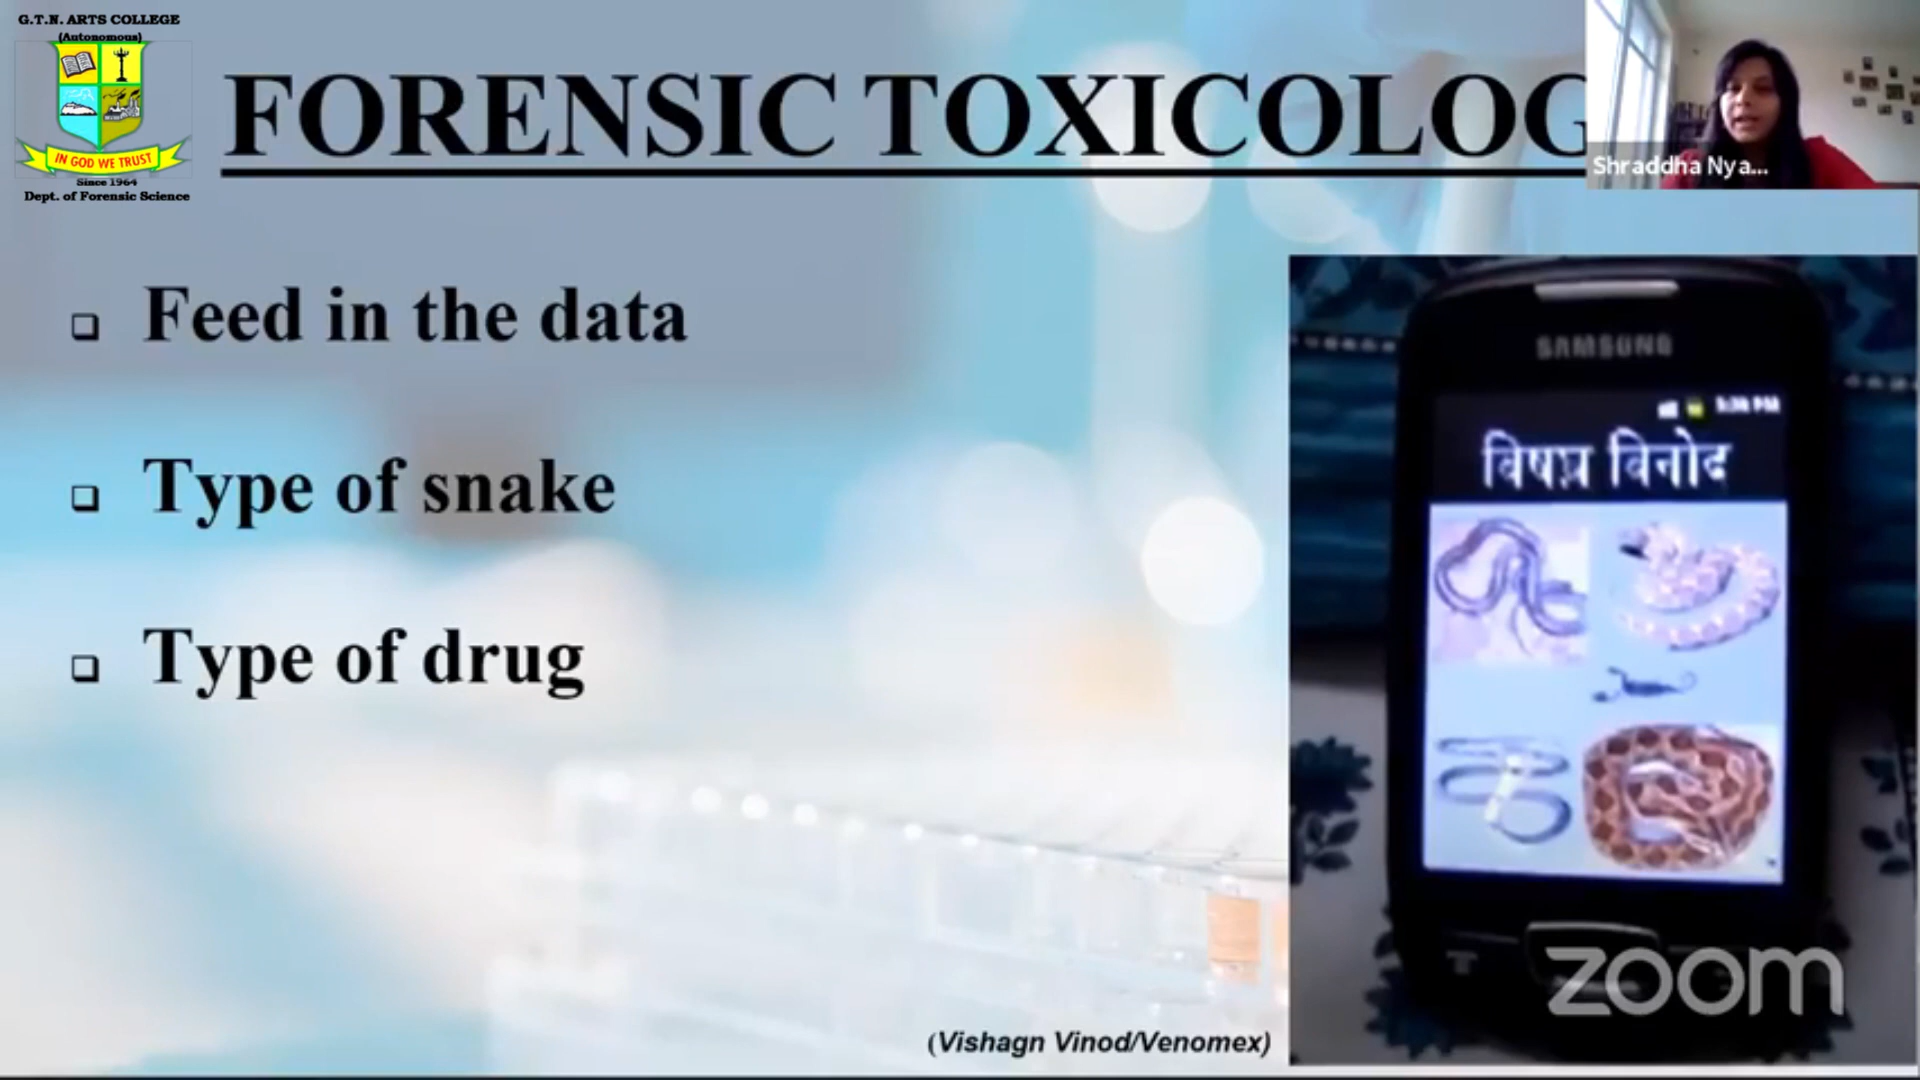 G.T.N. ARTS COLLEGE
(Autonomous)
IN GOD WE TRUST
Since 1964
Dept. of Forensic Science
FORENSIC TOXICOLOG
Shraddha Nya...
❑ Feed in the data
❑ Type of snake
❑ Type of drug
SAMSUNG
विषघ्न विनोद
zoom
(Vishagn Vinod/Venomex)